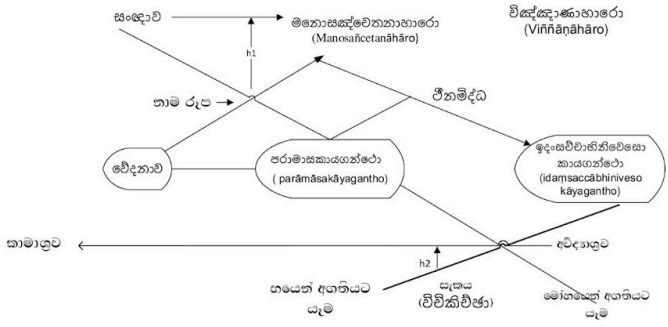 සංඥාව
මනොසඤ්චේතනාහාරො
(Manosañcetanāhāro)
විඤ්ඤාණාහාරො
(Viññāṇāhāro)
h1
නාම රූප
ථීනමිද්ධ
වේදනාව
පරාමාසකායගන්ථො
( parāmāsakāyagantho)
ඉදංසච්චාභිනිවෙසො
කායගන්ථො
(idaṃsaccābhiniveso
kāyagantho)
කාමාශ්‍රව
අවිද්‍යාශ්‍රව
h2
භයෙන් අගතියට
යෑම
සැකය
(විචිකිච්ඡා)
මෝහයෙන් අගතියට
යෑම